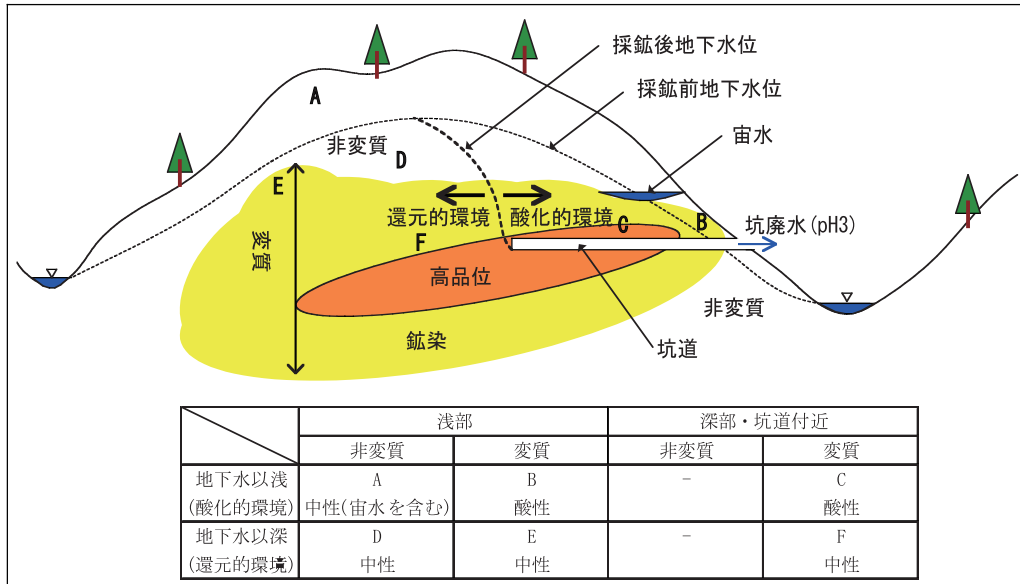 採鉱後地下水位
採鉱前地下水位
宙水
A
非変質
D
E
還元的環境
酸化的環境
C
B
坑廃水(pH3)
F
変質
高品位
非変質
鉱染
坑道
浅部
深部・坑道付近
非変質
変質
非変質
変質
地下水以浅
(酸化的環境)
A
中性(宙水を含む)
B
酸性
－
C
酸性
地下水以深
(還元的環境)
D
中性
E
中性
－
F
中性